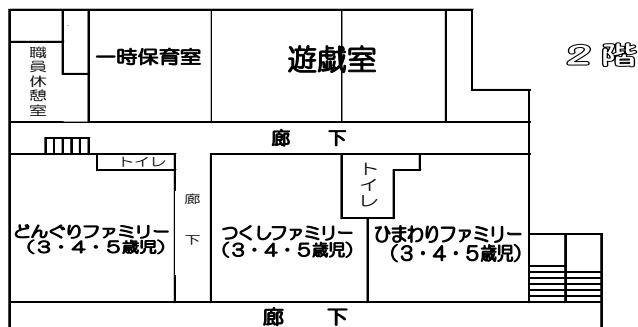 ２階
職員休憩室
一時保育室
遊戯室
廊　下
トイレ
トイレ
廊下
どんぐりファミリー
（３・４・５歳児）
つくしファミリー
（３・４・５歳児）
ひまわりファミリー
（３・４・５歳児）
廊　下